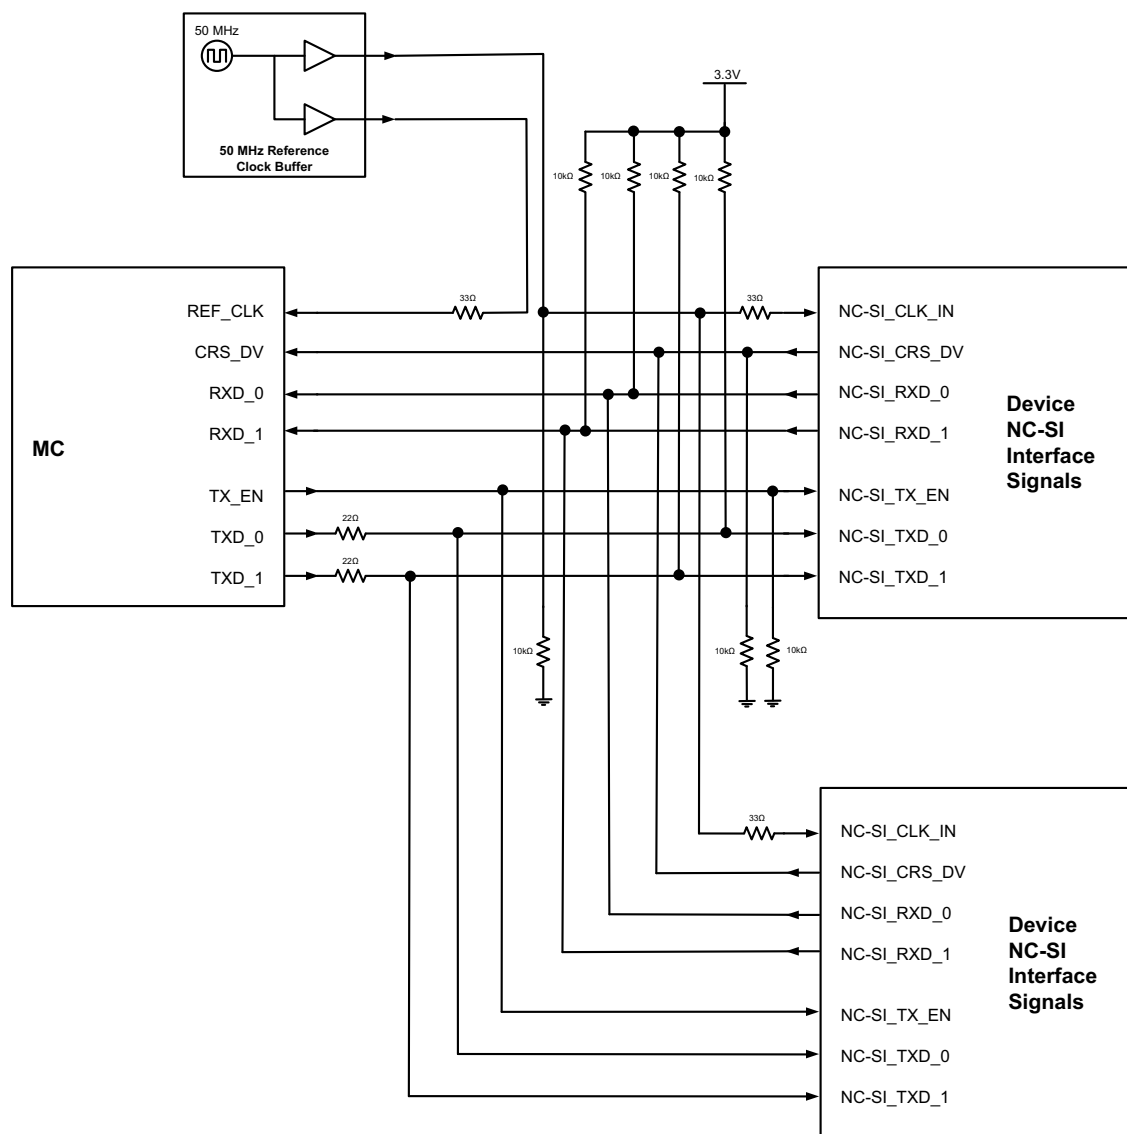 50 MHz
50 MHz Reference
Clock Buffer
3.3V
10kΩ
10kΩ
10kΩ
10kΩ
MC
REF_CLK
CRS_DV
RXD_0
RXD_1
TX_EN
TXD_0
TXD_1
33Ω
33Ω
22Ω
22Ω
NC-SI_CLK_IN
NC-SI_CRS_DV
NC-SI_RXD_0
NC-SI_RXD_1
NC-SI_TX_EN
NC-SI_TXD_0
NC-SI_TXD_1
Device
NC-SI
Interface
Signals
10kΩ
10kΩ
10kΩ
33Ω
NC-SI_CLK_IN
NC-SI_CRS_DV
NC-SI_RXD_0
NC-SI_RXD_1
NC-SI_TX_EN
NC-SI_TXD_0
NC-SI_TXD_1
Device
NC-SI
Interface
Signals